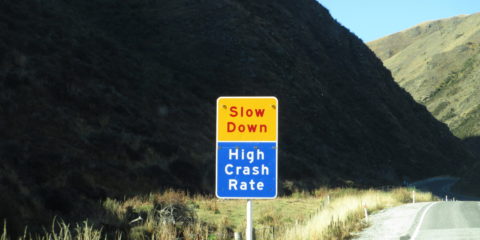 Slow
Down
High
Crash
Rate